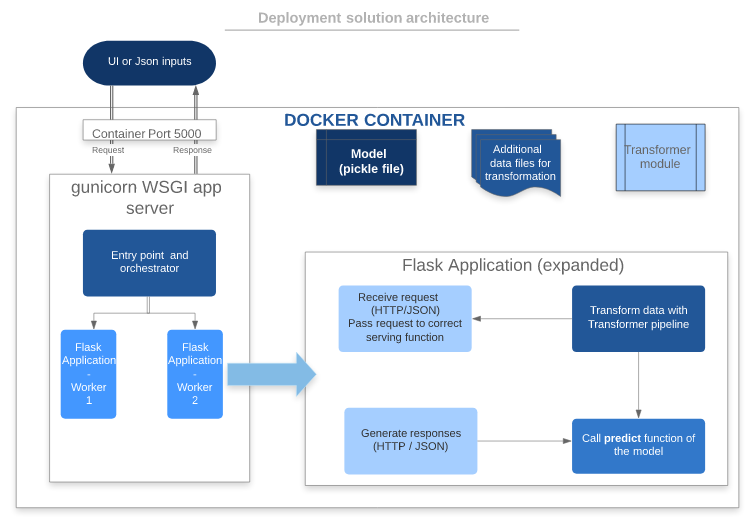 Deployment solution architecture
UI or Json inputs
DOCKER CONTAINER
Container Port 5000
Request
Response
Model
(pickle file)
Additional
data files for
transformation
Transformer
module
gunicorn WSGI app
server
Entry point and
orchestrator
Flask
Application
-
Worker
1
Flask
Application
-
Worker
2
Flask Application (expanded)
Receive request
(HTTP/JSON)
Pass request to correct
serving function
Transform data with
Transformer pipeline
Generate responses
(HTTP / JSON)
Call predict function of
the model